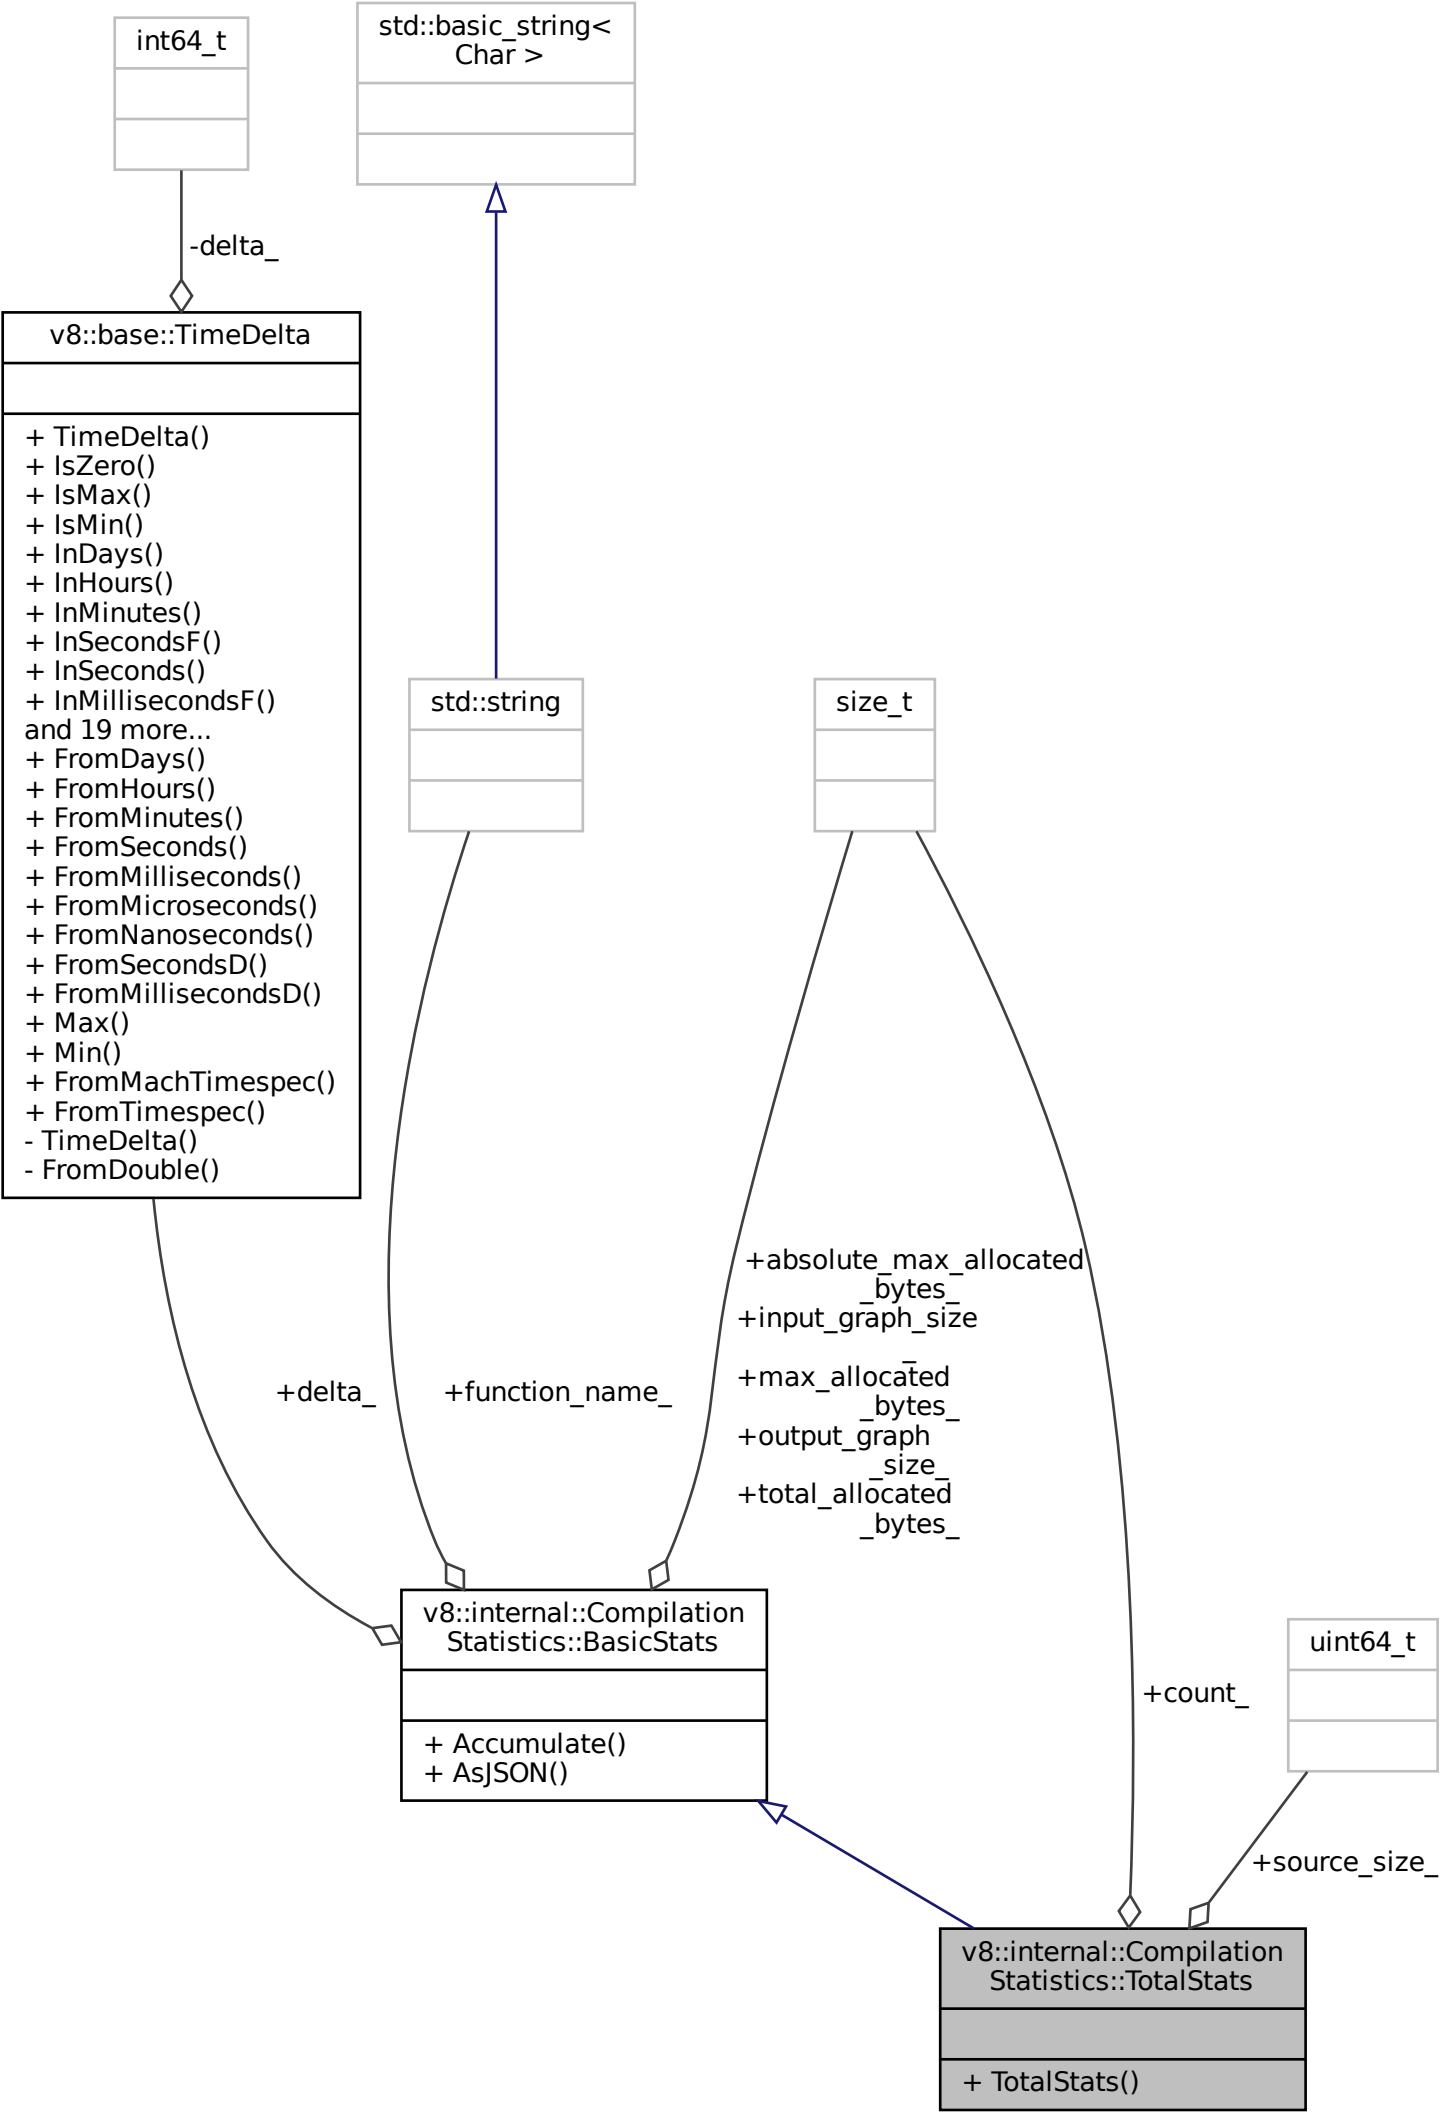 int64_t
std::basic_string<
Char >
-delta_
v8::base::TimeDelta
+ TimeDelta()
+ IsZero()
+ IsMax()
+ IsMin()
+ InDays()
+ InHours()
+ InMinutes()
+ InSecondsF()
+ InSeconds()
+ InMillisecondsF()
and 19 more...
+ FromDays()
+ FromHours()
+ FromMinutes()
+ FromSeconds()
+ FromMilliseconds()
+ FromMicroseconds()
+ FromNanoseconds()
+ FromSecondsD()
+ FromMillisecondsD()
+ Max()
+ Min()
+ FromMachTimespec()
+ FromTimespec()
- TimeDelta()
- FromDouble()
std::string
size_t
+delta_
+function_name_
+absolute_max_allocated
_bytes_
+input_graph_size
_
+max_allocated
_bytes_
+output_graph
_size_
+total_allocated
_bytes_
v8::internal::Compilation
Statistics::BasicStats
+ Accumulate()
+ AsJSON()
uint64_t
+count_
+source_size_
v8::internal::Compilation
Statistics::TotalStats
+ TotalStats()